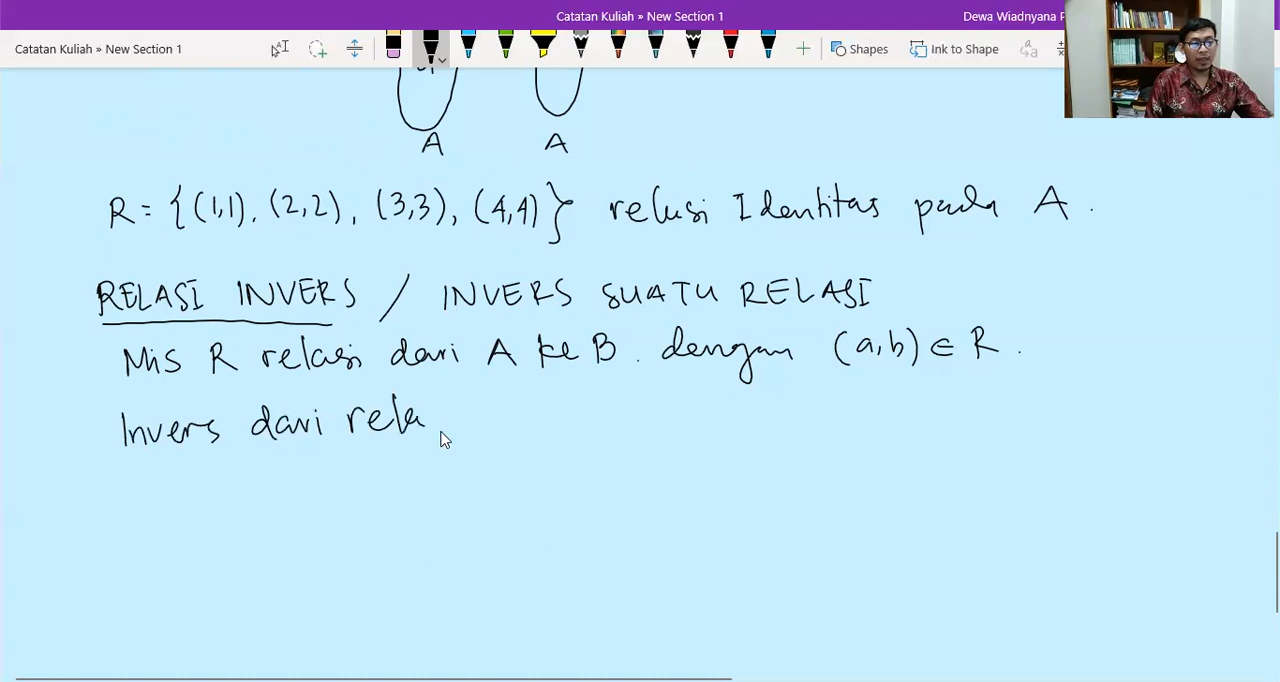 Catatan Kuliah » New Section 1
Dewa Wiadnyana P
Catatan Kuliah » New Section 1
Shapes
Ink to Shape
A A
R = {(1,1), (2,2), (3,3), (4,4)} relasi Identitas pada A.
RELASI INVERS / INVERS SUATU RELASI
Mis R relasi dari A ke B. dengan (a,b) ∈ R.
Invers dari rela